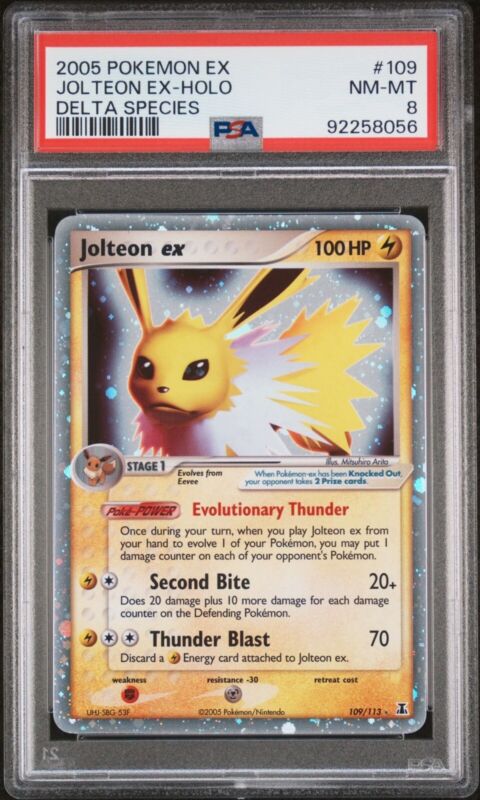 2005 POKEMON EX #109
JOLTEON EX-HOLO NM-MT
DELTA SPECIES 8
PSA 92258056
Jolteon ex 100 HP
Illus. Mitsuhiro Arita
STAGE 1
Evolves from
Eevee
When Pokémon-ex has been Knocked Out,
your opponent takes 2 Prize cards.
Poké-POWER Evolutionary Thunder
Once during your turn, when you play Jolteon ex from
your hand to evolve 1 of your Pokémon, you may put 1
damage counter on each of your opponent's Pokémon.
Second Bite 20+
Does 20 damage plus 10 more for each damage
counter on the Defending Pokémon.
Thunder Blast 70
Discard a Energy card attached to Jolteon ex.
weakness resistance -30 retreat cost
UHJ-SBG-53F ©2005 Pokémon/Nintendo 109/113
21 PSA